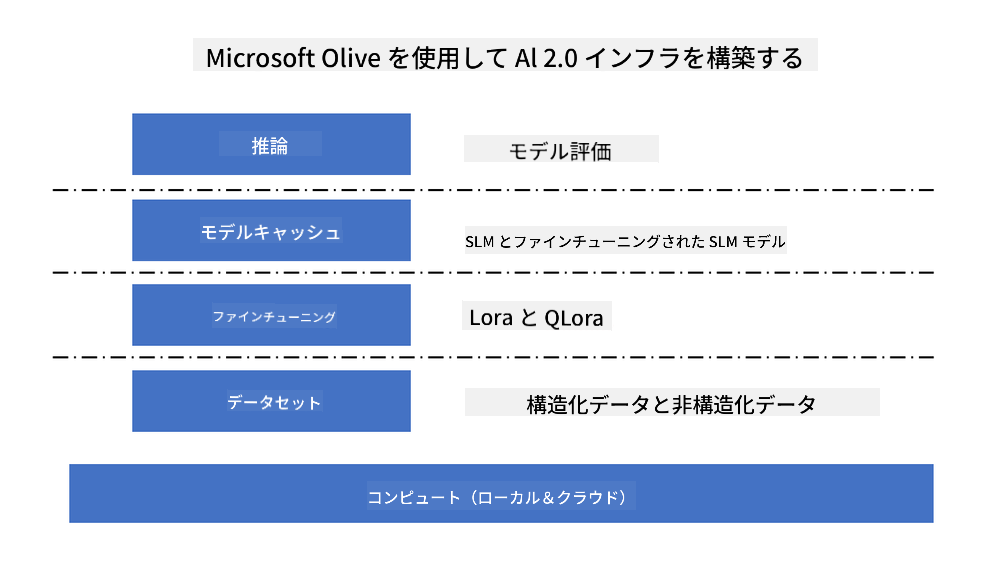 Microsoft Olive を使用して Al 2.0 インフラを構築する
推論
モデル評価
モデルキャッシュ
SLM とファインチューニングされた SLM モデル
ファインチューニング
Lora と QLora
データセット
構造化データと非構造化データ
コンピュート（ローカル＆クラウド）